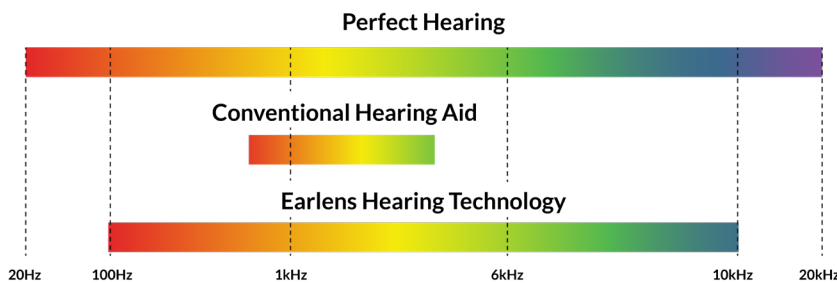 Perfect Hearing
Conventional Hearing Aid
Earlens Hearing Technology
20Hz 100Hz 1kHz 6kHz 10kHz 20kHz